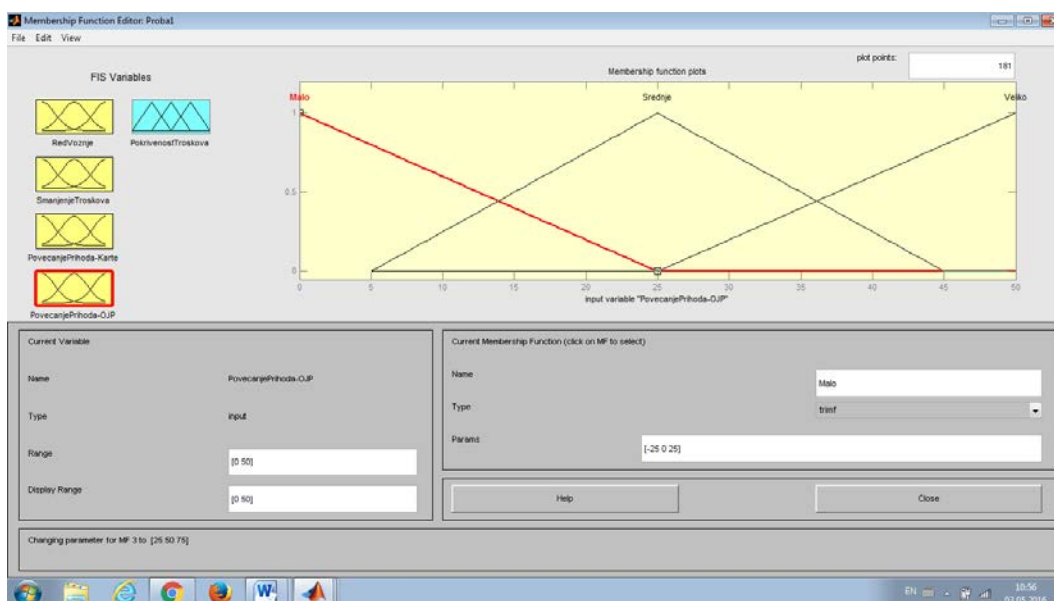 Membership Function Editor: Proba1
File Edit View
FIS Variables
RedVoznje
PokrivenostTroskova
SmanjenjeTroskova
PovecanjePrihoda-Karte
PovecanjePrihoda-OJP
Membership function plots
plot points:
181
Malo
Srednje
Veliko
1
0.5
0
0 5 10 15 20 25 30 35 40 45 50
input variable "PovecanjePrihoda-OJP"
Current Variable
Name PovecanjePrihoda-OJP
Type input
Range [0 50]
Display Range [0 50]
Current Membership Function (click on MF to select)
Name Malo
Type trimf
Params [-25 0 25]
Help Close
Changing parameter for MF 3 to [25 50 75]
EN
10:56
03.05.2016